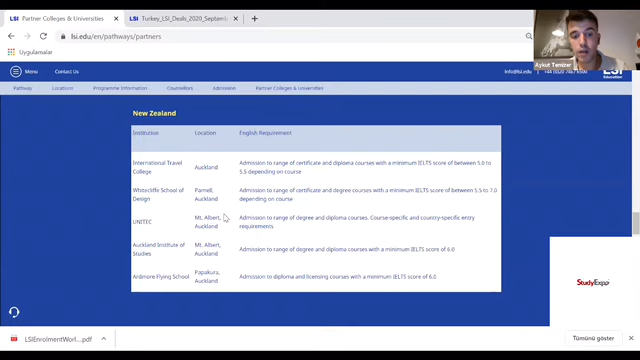 LSI Partner Colleges & Universities
LSI Turkey_LSI_Deals_2020_Septemb
lsi.edu/en/pathways/partners
Uygulamalar
Aykut Temizer
Menu
Contact Us
info@lsi.edu
LSI
Education
Pathway
Locations
Programme Information
Counsellors
Admission
Partner Colleges & Universities
New Zealand
Institution
Location
English Requirement
International Travel
College
Auckland
Admission to range of certificate and diploma courses with a minimum IELTS score of between 5.0 to
5.5 depending on course
Whitecliffe School of
Design
Parnell,
Auckland
Admission to range of certificate and degree courses with a minimum IELTS score of between 5.5 to 7.0
depending on course
UNITEC
Mt. Albert,
Auckland
Admission to range of degree and diploma courses. Course-specific and country-specific entry
requirements
Auckland Institute of
Studies
Mt. Albert,
Auckland
Admission to range of degree and diploma courses with a minimum IELTS score of 6.0
Ardmore Flying School
Papakura,
Auckland
Admission to diploma and licensing courses with a minimum IELTS score of 6.0
StudyExpo
LSIEnrolmentWorl....pdf
Tümünü göster